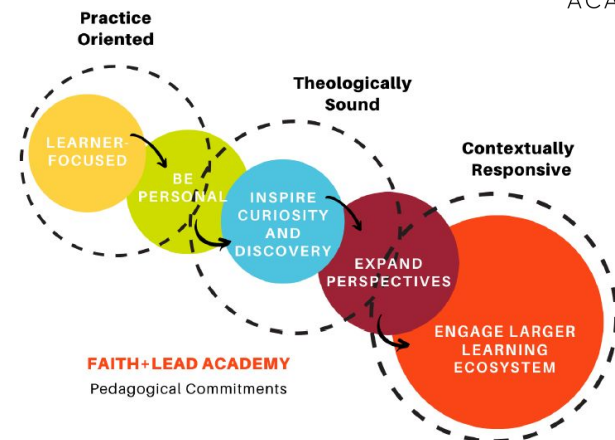 ACA
Practice
Oriented
Theologically
Sound
Contextually
Responsive
LEARNER-
FOCUSED
BE
PERSONAL
INSPIRE
CURIOSITY
AND
DISCOVERY
EXPAND
PERSPECTIVES
ENGAGE LARGER
LEARNING
ECOSYSTEM
FAITH+LEAD ACADEMY
Pedagogical Commitments